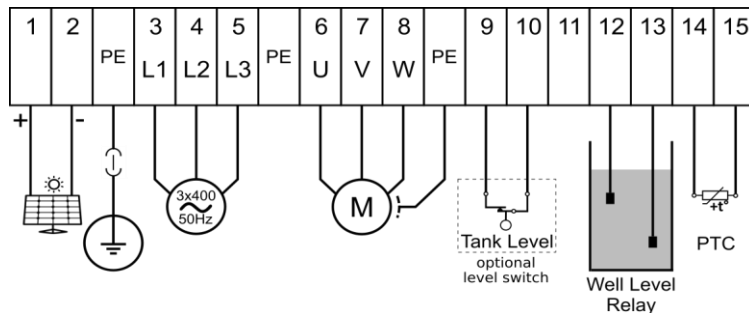 1 2 3 4 5 6 7 8 9 10 11 12 13 14 15
PE L1 L2 L3 PE U V W PE
+ -
3x400
50Hz
M
+t°
Tank Level
optional
level switch
PTC
Well Level
Relay